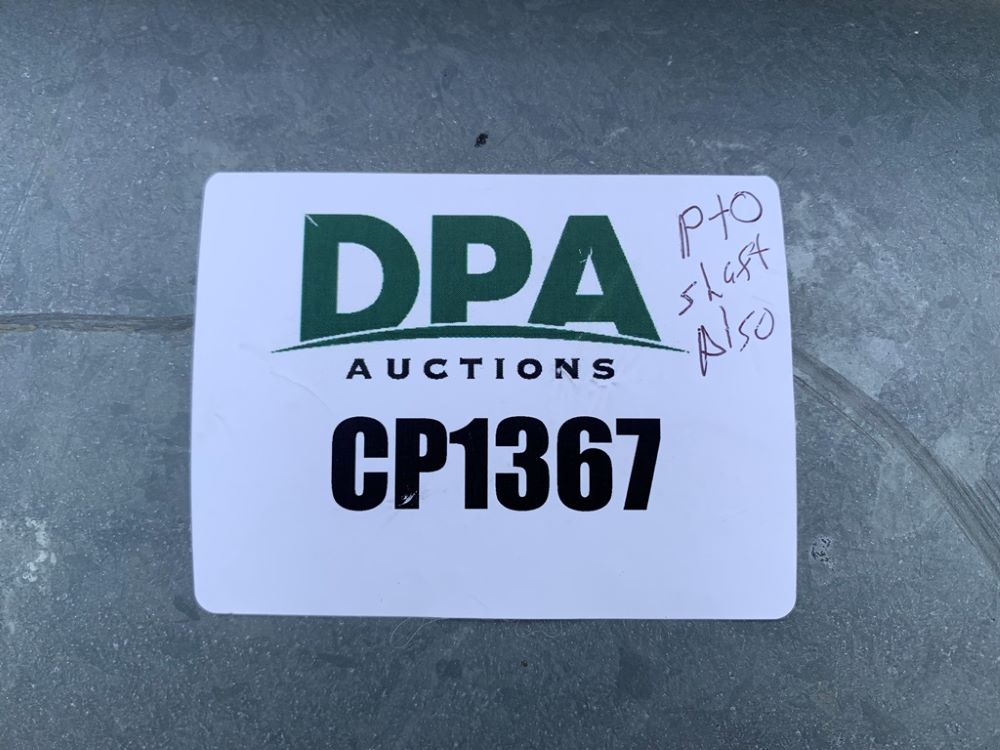 DPA
AUCTIONS
CP1367
PtO
shaft
Also